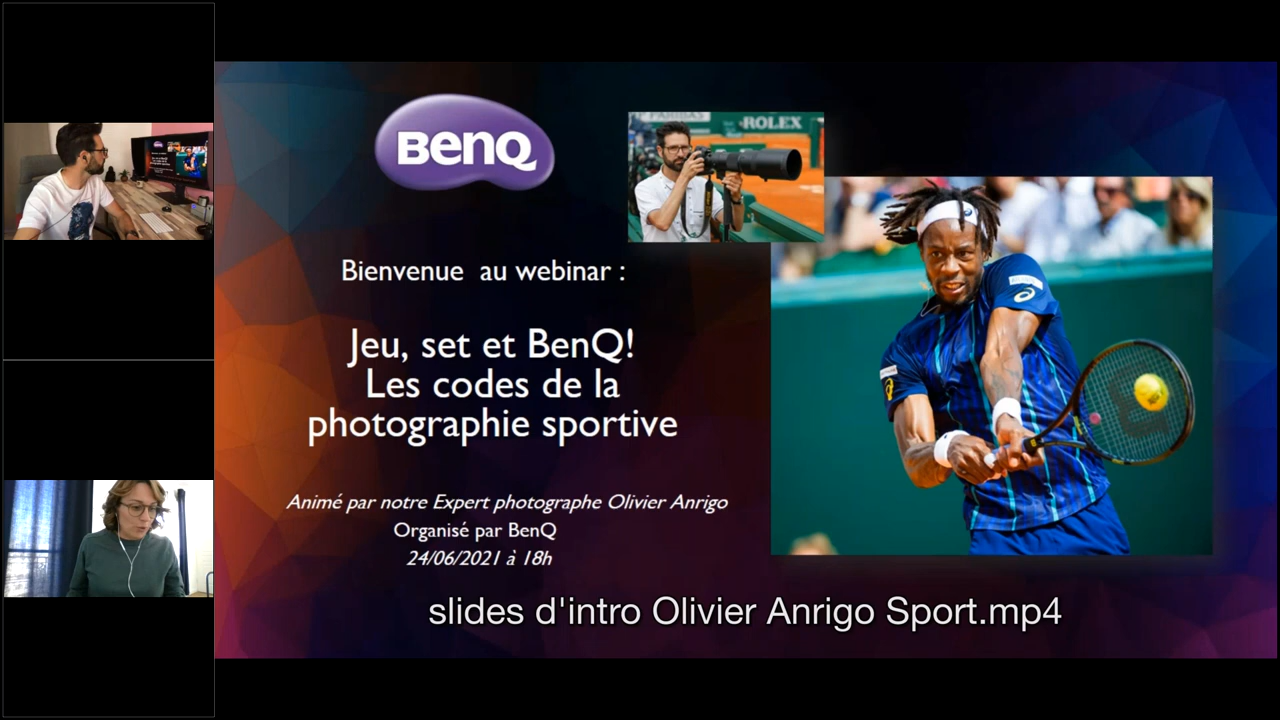 BenQ
ROLEX
Bienvenue au webinar :
Jeu, set et BenQ!
Les codes de la
photographie sportive
Animé par notre Expert photographe Olivier Anrigo
Organisé par BenQ
24/06/2021 à 18h
slides d'intro Olivier Anrigo Sport.mp4